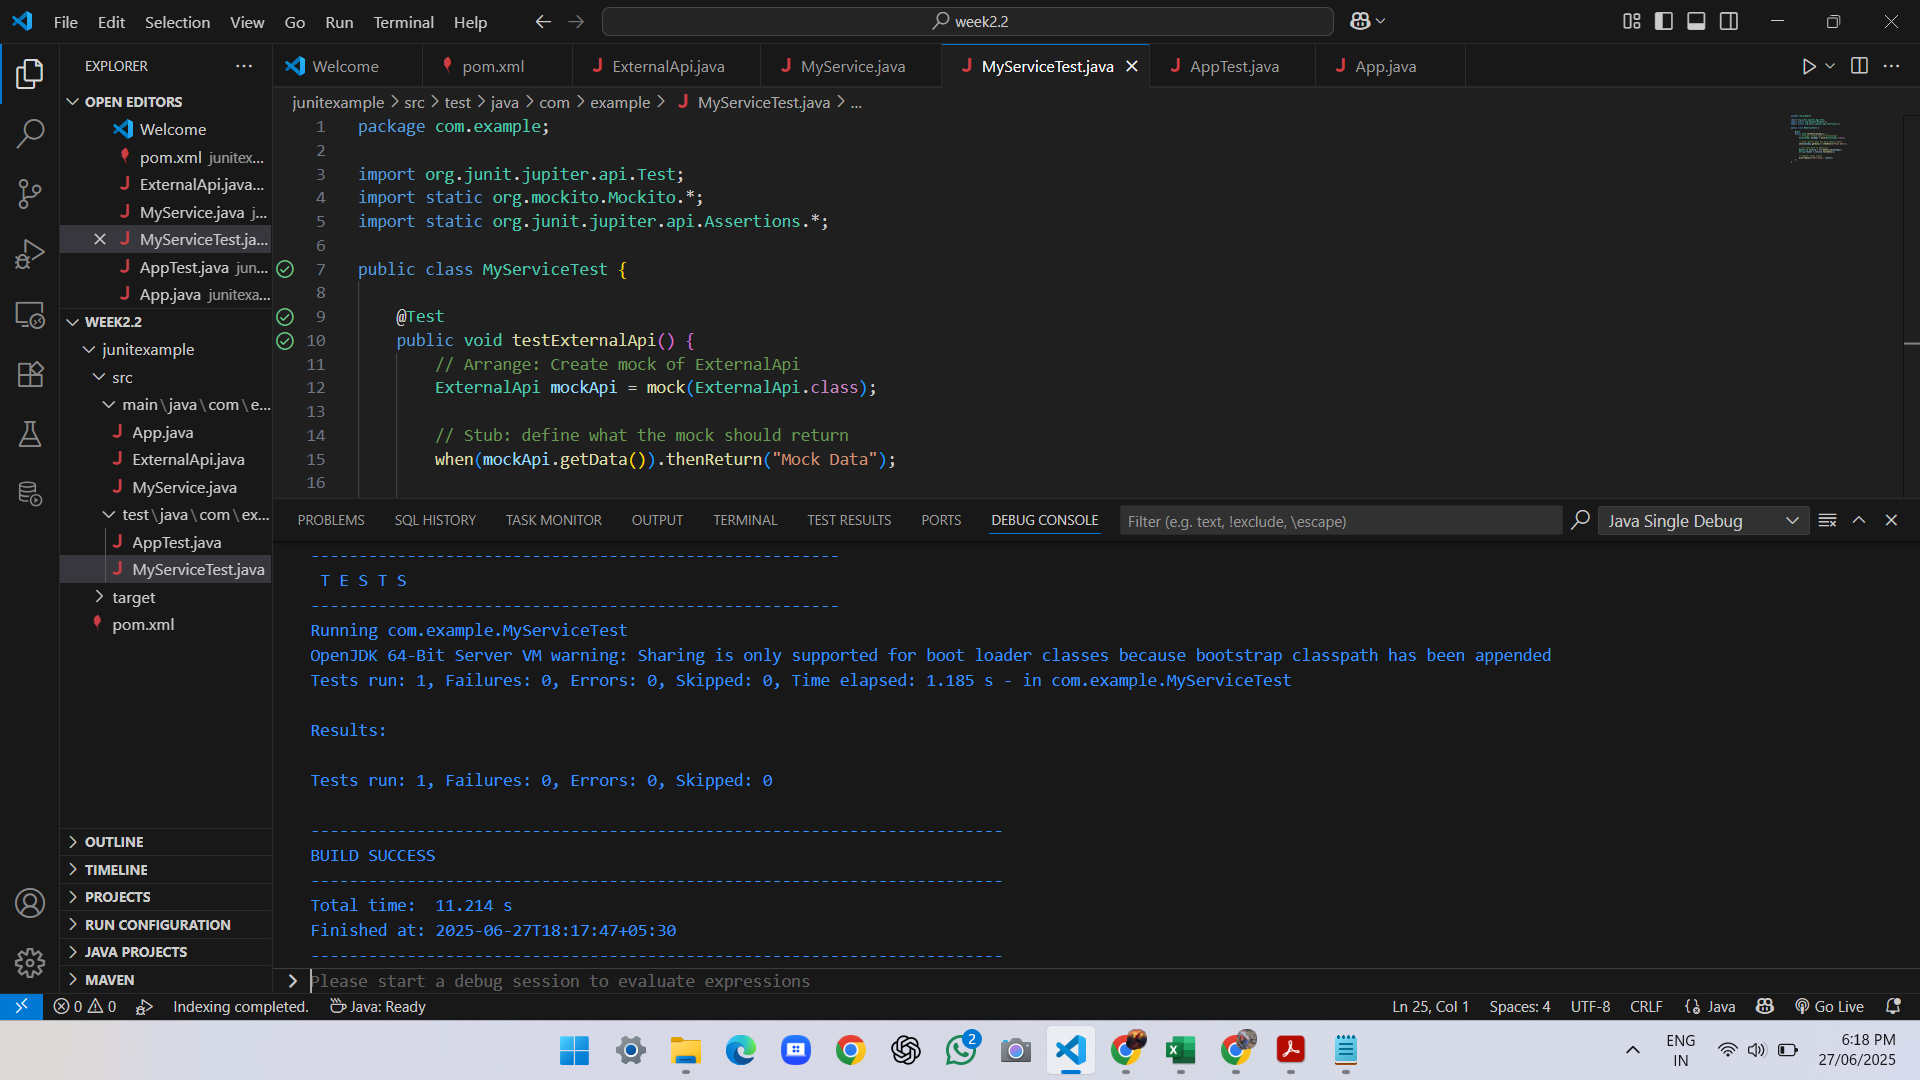 File Edit Selection View Go Run Terminal Help
week2.2
EXPLORER
OPEN EDITORS
Welcome
pom.xml junitex...
ExternalApi.java...
MyService.java j...
MyServiceTest.ja...
AppTest.java jun...
App.java junitexa...
WEEK2.2
junitexample
src
main\java\com\e...
App.java
ExternalApi.java
MyService.java
test\java\com\ex...
AppTest.java
MyServiceTest.java
target
pom.xml
OUTLINE
TIMELINE
PROJECTS
RUN CONFIGURATION
JAVA PROJECTS
MAVEN
Welcome pom.xml ExternalApi.java MyService.java MyServiceTest.java AppTest.java App.java
junitexample > src > test > java > com > example > MyServiceTest.java > ...
1 package com.example;
2
3 import org.junit.jupiter.api.Test;
4 import static org.mockito.Mockito.*;
5 import static org.junit.jupiter.api.Assertions.*;
6
7 public class MyServiceTest {
8
9 @Test
10 public void testExternalApi() {
11 // Arrange: Create mock of ExternalApi
12 ExternalApi mockApi = mock(ExternalApi.class);
13
14 // Stub: define what the mock should return
15 when(mockApi.getData()).thenReturn("Mock Data");
16
PROBLEMS SQL HISTORY TASK MONITOR OUTPUT TERMINAL TEST RESULTS PORTS DEBUG CONSOLE Filter (e.g. text, !exclude, \escape) Java Single Debug
-------------------------------------------------------
T E S T S
-------------------------------------------------------
Running com.example.MyServiceTest
OpenJDK 64-Bit Server VM warning: Sharing is only supported for boot loader classes because bootstrap classpath has been appended
Tests run: 1, Failures: 0, Errors: 0, Skipped: 0, Time elapsed: 1.185 s - in com.example.MyServiceTest
Results:
Tests run: 1, Failures: 0, Errors: 0, Skipped: 0
------------------------------------------------------------------------
BUILD SUCCESS
------------------------------------------------------------------------
Total time:  11.214 s
Finished at: 2025-06-27T18:17:47+05:30
------------------------------------------------------------------------
Please start a debug session to evaluate expressions
0 0 Indexing completed. Java: Ready Ln 25, Col 1 Spaces: 4 UTF-8 CRLF Java Go Live
2
ENG
IN
6:18 PM
27/06/2025